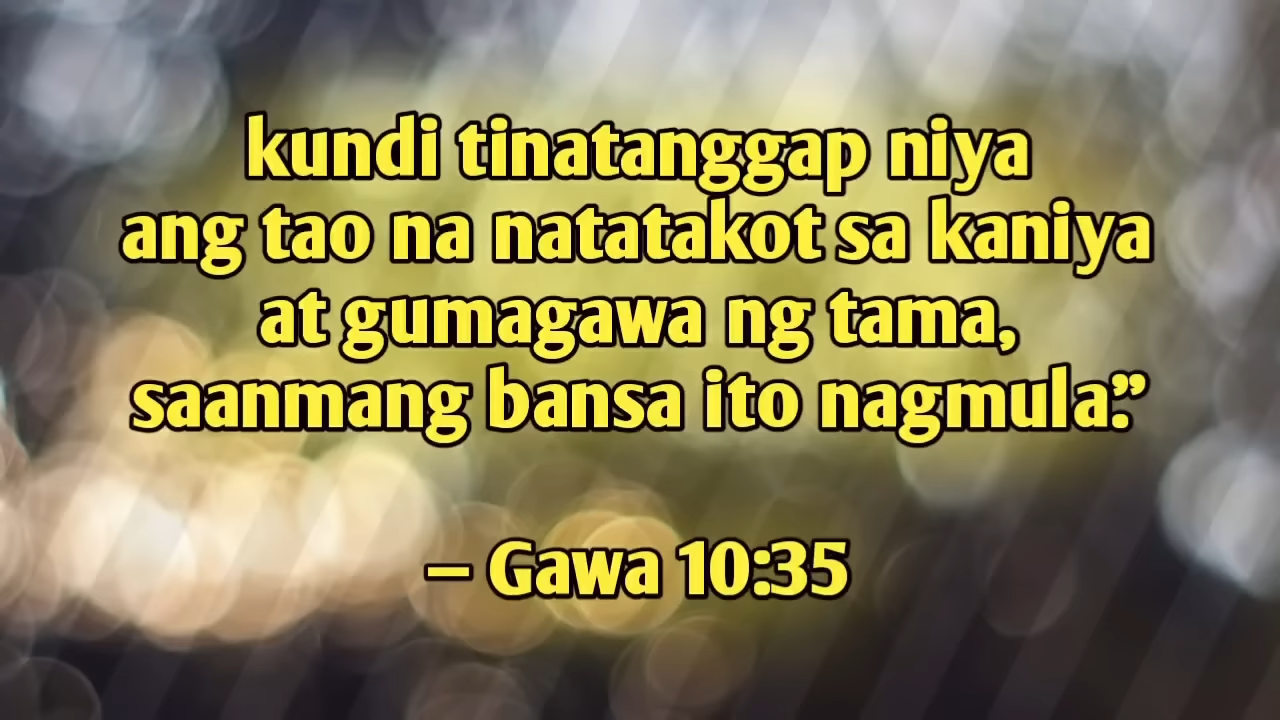 kundi tinatanggap niya
ang tao na natatakot sa kaniya
at gumagawa ng tama,
saanmang bansa ito nagmula.”
– Gawa 10:35